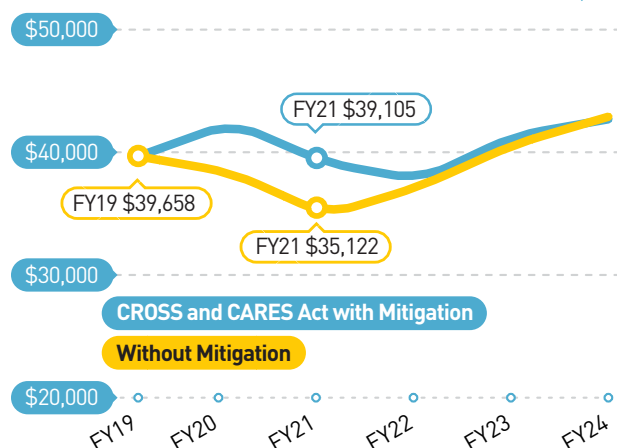 $50,000
FY21 $39,105
$40,000
FY19 $39,658
FY21 $35,122
$30,000
CROSS and CARES Act with Mitigation
Without Mitigation
$20,000
FY19 FY20 FY21 FY22 FY23 FY24